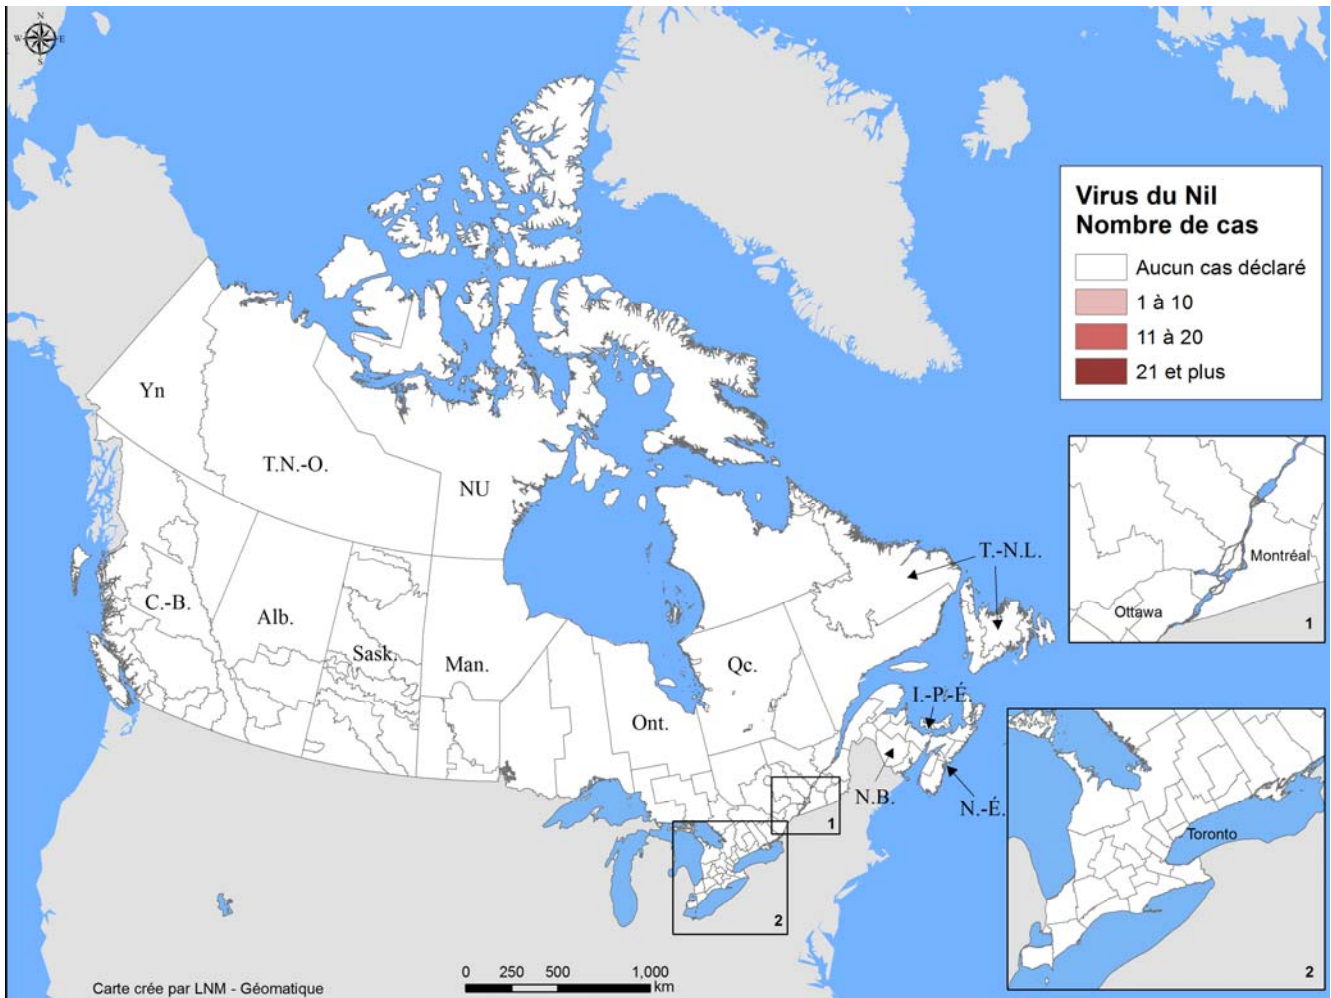 N
W E
S
Virus du Nil
Nombre de cas
Aucun cas déclaré
1 à 10
11 à 20
21 et plus
Yn
T.N.-O.
NU
C.-B.
Alb.
Sask.
Man.
Ont.
Qc.
T.-N.L.
I.-P.-É.
N.B.
N.-É.
1
2
Montréal
Ottawa
1
Toronto
2
0 250 500 1,000
km
Carte crée par LNM - Géomatique